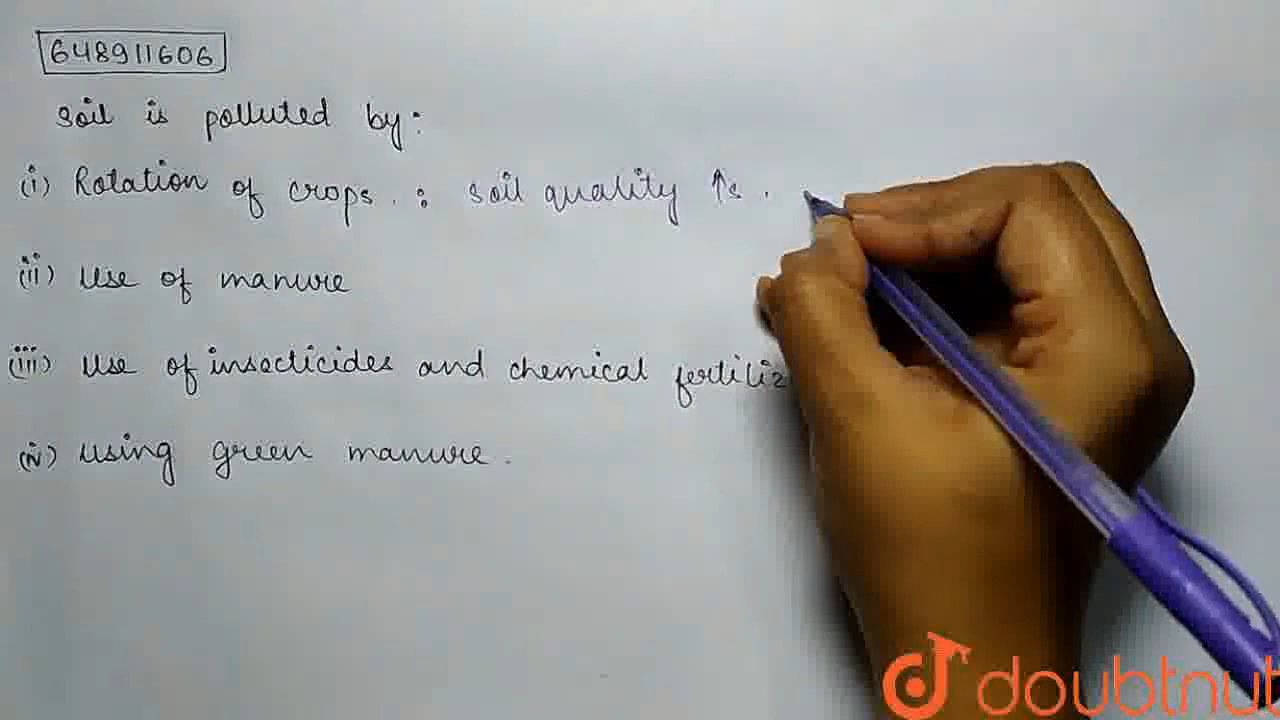 648911606
Soil is polluted by:
(i) Rotation of crops. : soil quality ↑s.
(ii) Use of manure
(iii) Use of insecticides and chemical fertiliz
(iv) Using green manure.
doubtnut